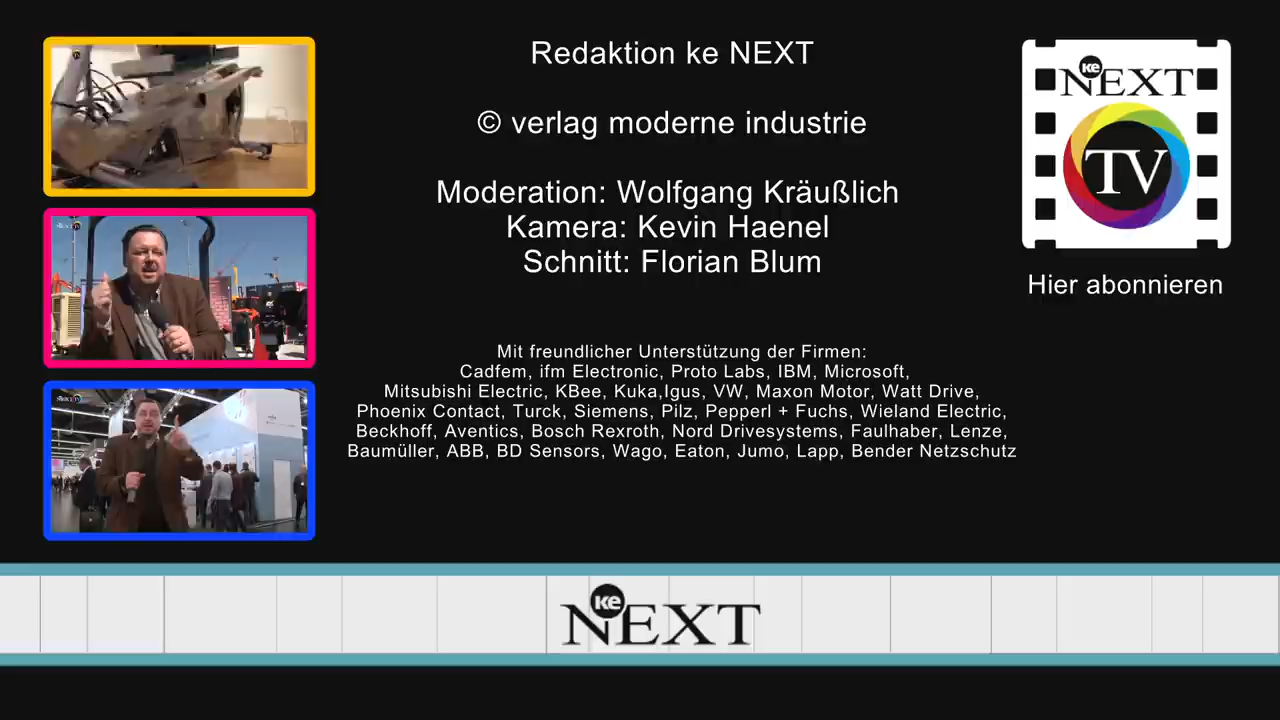 Redaktion ke NEXT
© verlag moderne industrie
Moderation: Wolfgang Kräußlich
Kamera: Kevin Haenel
Schnitt: Florian Blum
Mit freundlicher Unterstützung der Firmen:
Cadfem, ifm Electronic, Proto Labs, IBM, Microsoft,
Mitsubishi Electric, KBee, Kuka,Igus, VW, Maxon Motor, Watt Drive,
Phoenix Contact, Turck, Siemens, Pilz, Pepperl + Fuchs, Wieland Electric,
Beckhoff, Aventics, Bosch Rexroth, Nord Drivesystems, Faulhaber, Lenze,
Baumüller, ABB, BD Sensors, Wago, Eaton, Jumo, Lapp, Bender Netzschutz
ke
NEXT
TV
Hier abonnieren
ke
NEXT